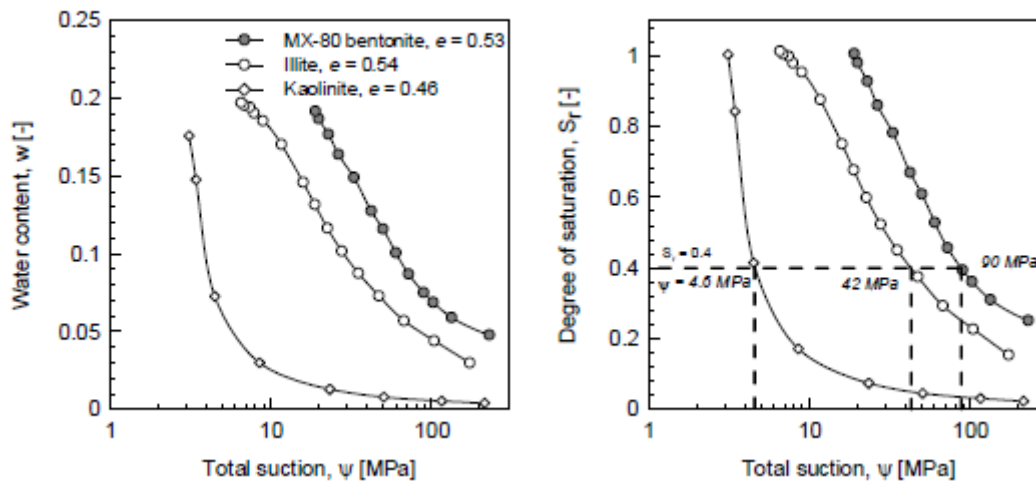 0.25
0.2
0.15
0.1
0.05
0
Water content, w [-]
MX-80 bentonite, e = 0.53
Illite, e = 0.54
Kaolinite, e = 0.46
1
10
100
Total suction, ψ [MPa]
1
0.8
0.6
0.4
0.2
0
Degree of saturation, Sr [-]
Sr = 0.4
ψ = 4.6 MPa
42 MPa
90 MPa
1
10
100
Total suction, ψ [MPa]